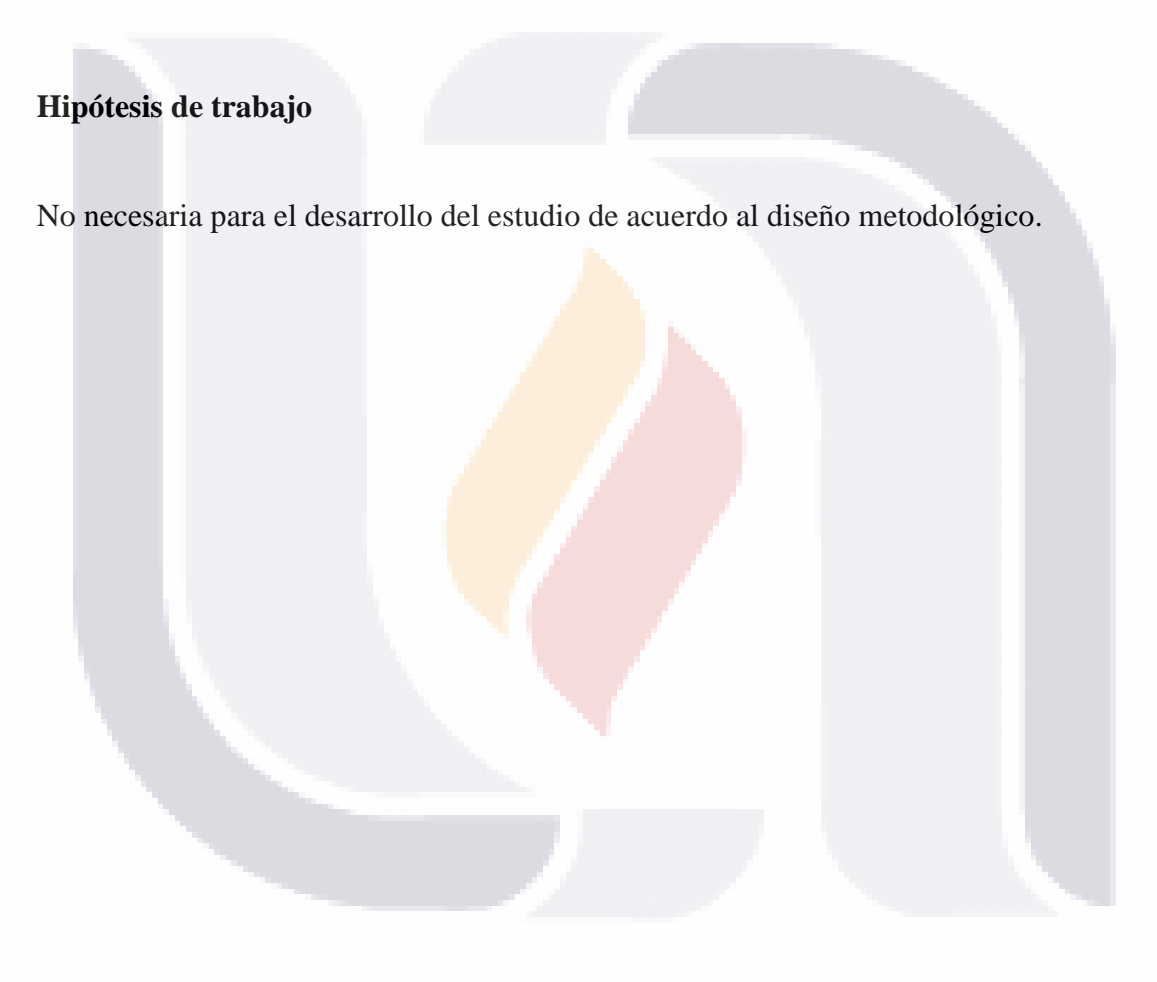 Hipótesis de trabajo
No necesaria para el desarrollo del estudio de acuerdo al diseño metodológico.